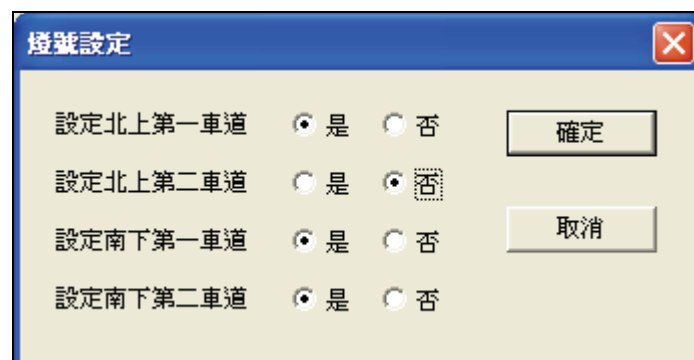 燈號設定
設定北上第一車道 是 否 確定
設定北上第二車道 是 否
設定南下第一車道 是 否 取消
設定南下第二車道 是 否